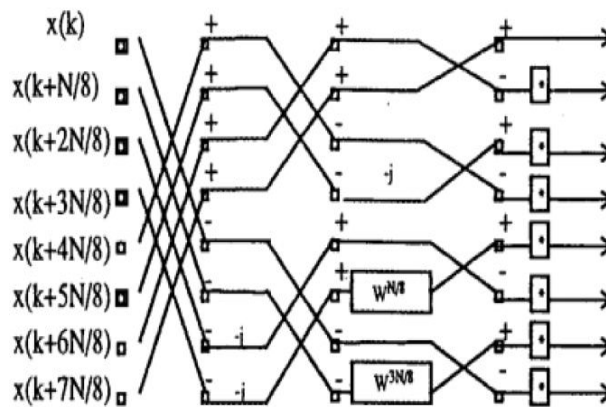 x(k)
x(k+N/8)
x(k+2N/8)
x(k+3N/8)
x(k+4N/8)
x(k+5N/8)
x(k+6N/8)
x(k+7N/8)
+ + +
+ + -
+ - +
+ - -j -
- + +
- + W^N/8 -
- -j - +
- -j - W^3N/8 -